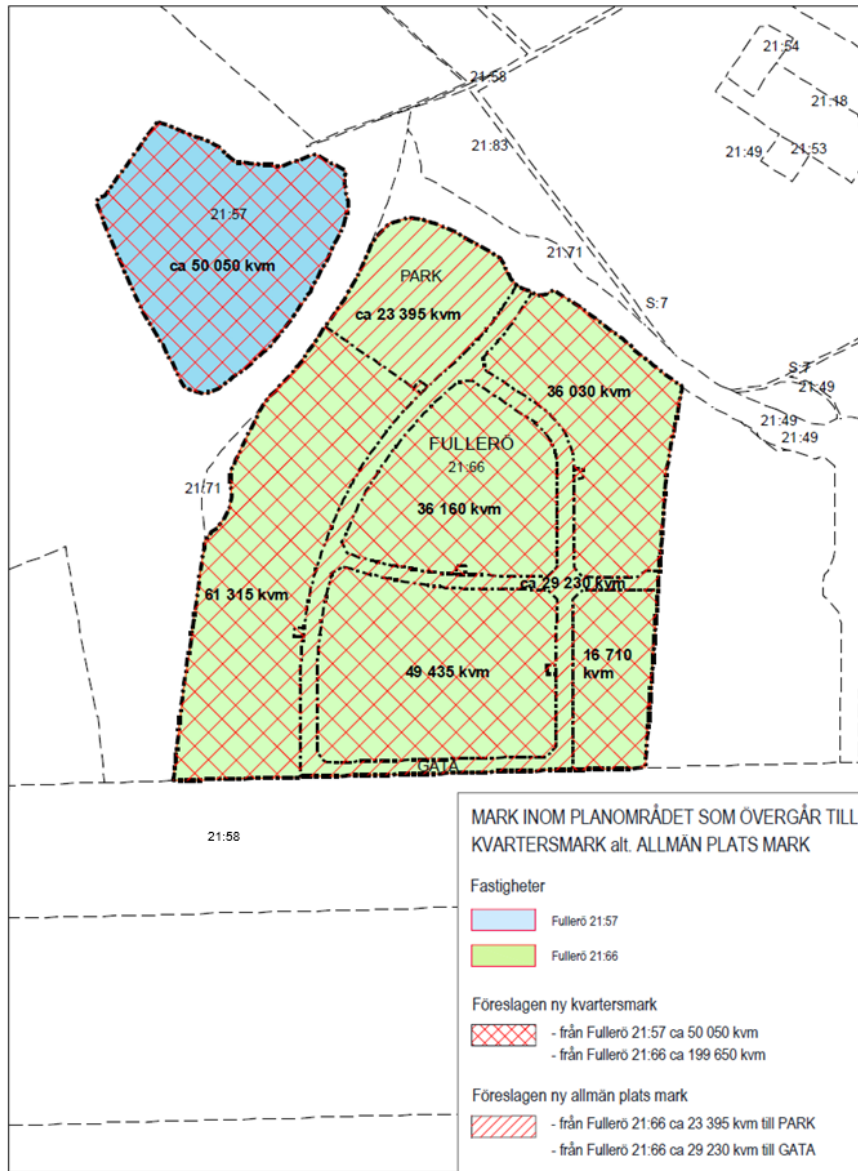 21:54
21:58
21:48
21:83
21:49
21:53
21:57
ca 50 050 kvm
21:71
PARK
ca 23 395 kvm
S:7
S:7
21:49
36 030 kvm
21:49
21:49
FULLERÖ
21:66
21:71
36 160 kvm
ca 29 230 kvm
61 315 kvm
49 435 kvm
16 710
kvm
GATA
21:58
MARK INOM PLANOMRÅDET SOM ÖVERGÅR TILL
KVARTERSMARK alt. ALLMÄN PLATS MARK
Fastigheter
Fullerö 21:57
Fullerö 21:66
Föreslagen ny kvartersmark
- från Fullerö 21:57 ca 50 050 kvm
- från Fullerö 21:66 ca 199 650 kvm
Föreslagen ny allmän plats mark
- från Fullerö 21:66 ca 23 395 kvm till PARK
- från Fullerö 21:66 ca 29 230 kvm till GATA